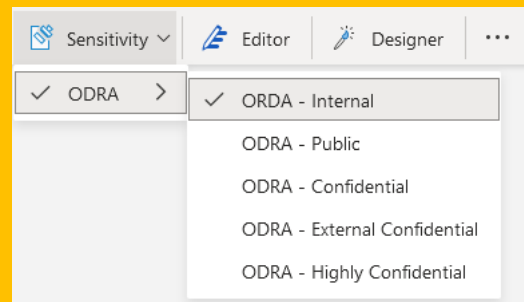 Sensitivity Editor Designer ...
ODRA
ORDA - Internal
ODRA - Public
ODRA - Confidential
ODRA - External Confidential
ODRA - Highly Confidential